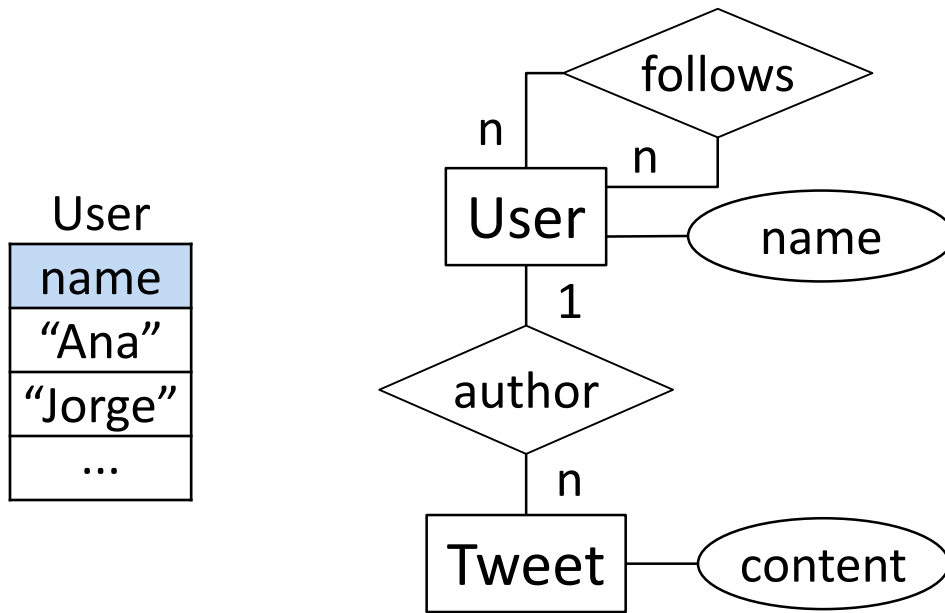 User
name
“Ana”
“Jorge”
...
follows
n
n
User
name
1
author
n
Tweet
content